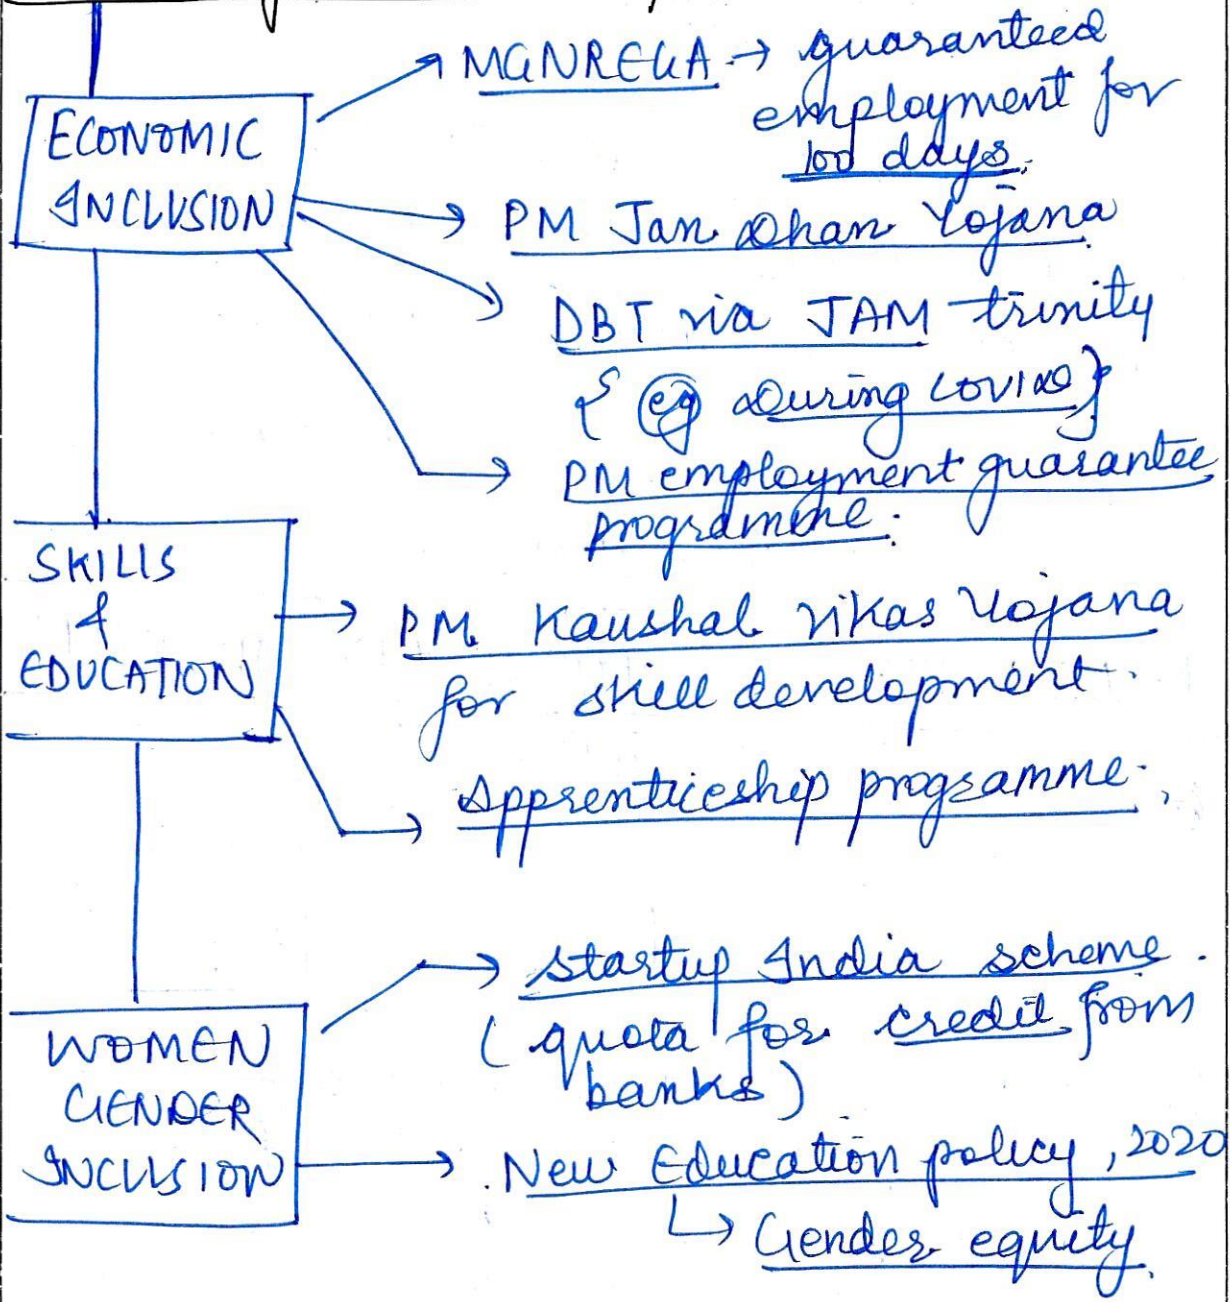 MGNREGA → guaranteed
employment for
100 days.
ECONOMIC
INCLUSION
PM Jan Dhan Yojana
DBT via JAM trinity
{ eg During COVID }
PM employment guarantee
programme.
SKILLS
&
EDUCATION
PM Kaushal Vikas Yojana
for skill development.
Apprenticeship programme.
Startup India scheme.
( quota for credit from
banks )
WOMEN
GENDER
INCLUSION
New Education policy, 2020
↳ Gender equity.